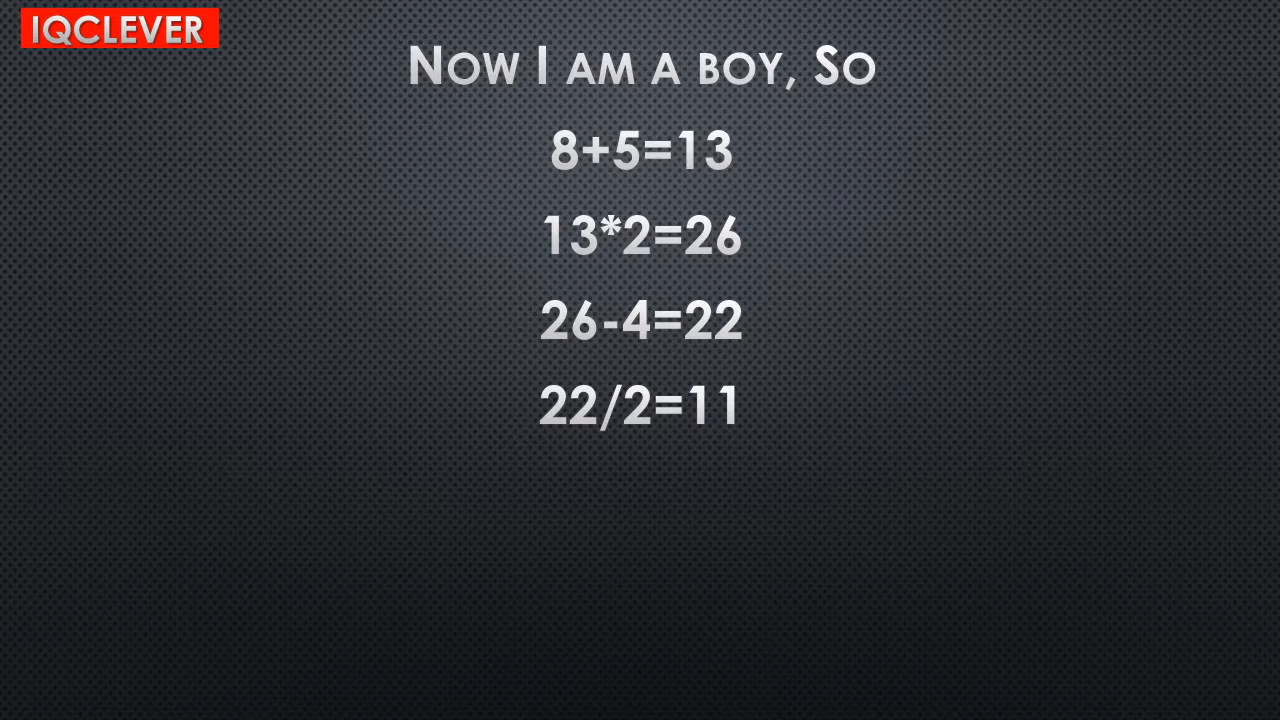 IQCLEVER
Now I am a boy, So
8+5=13
13*2=26
26-4=22
22/2=11